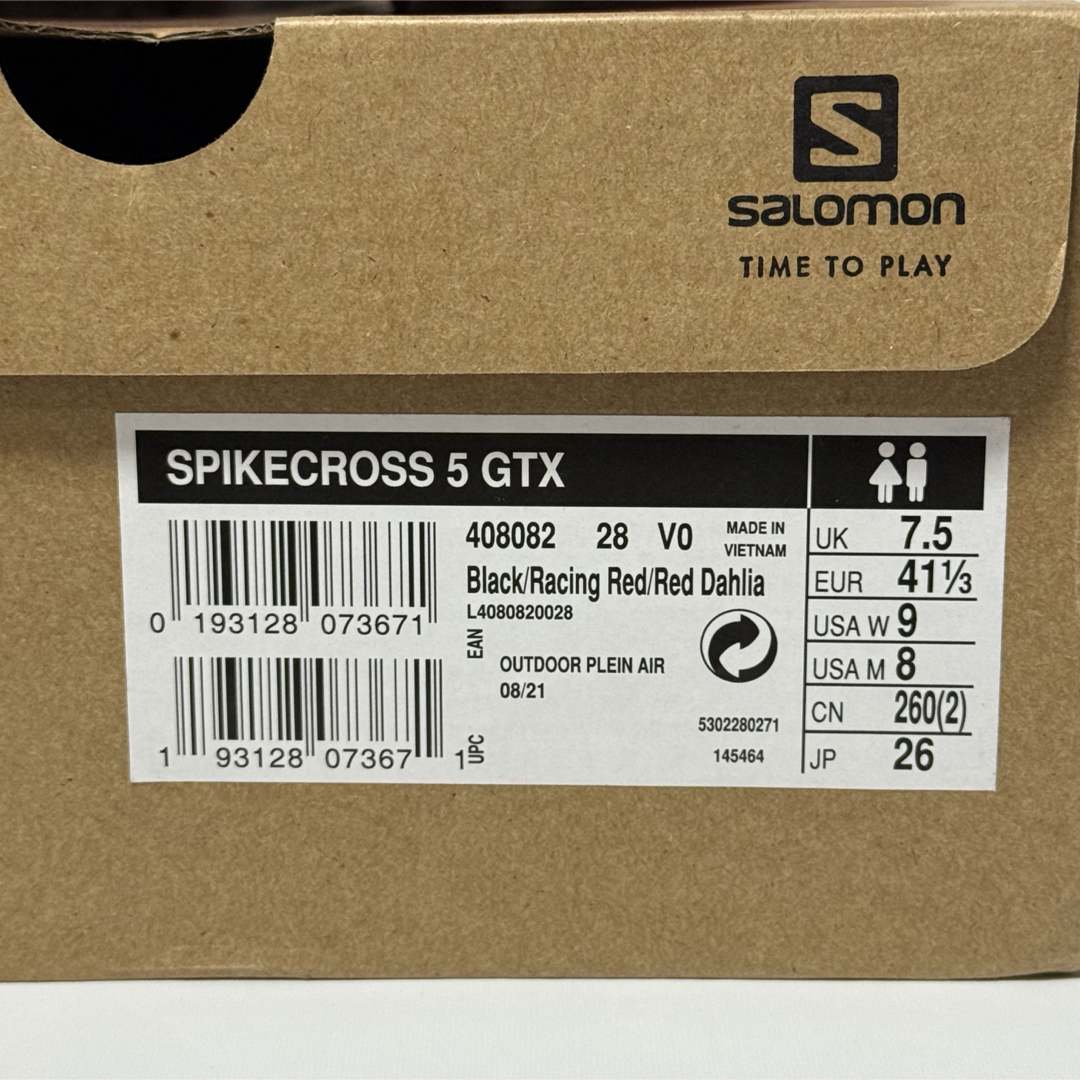 S
salomon
TIME TO PLAY
SPIKECROSS 5 GTX
408082 28 V0
MADE IN
VIETNAM
Black/Racing Red/Red Dahlia
L4080820028
0 193128 073671
EAN
OUTDOOR PLEIN AIR
08/21
5302280271
145464
1 93128 07367 1
UPC
UK 7.5
EUR 41⅓
USA W 9
USA M 8
CN 260(2)
JP 26